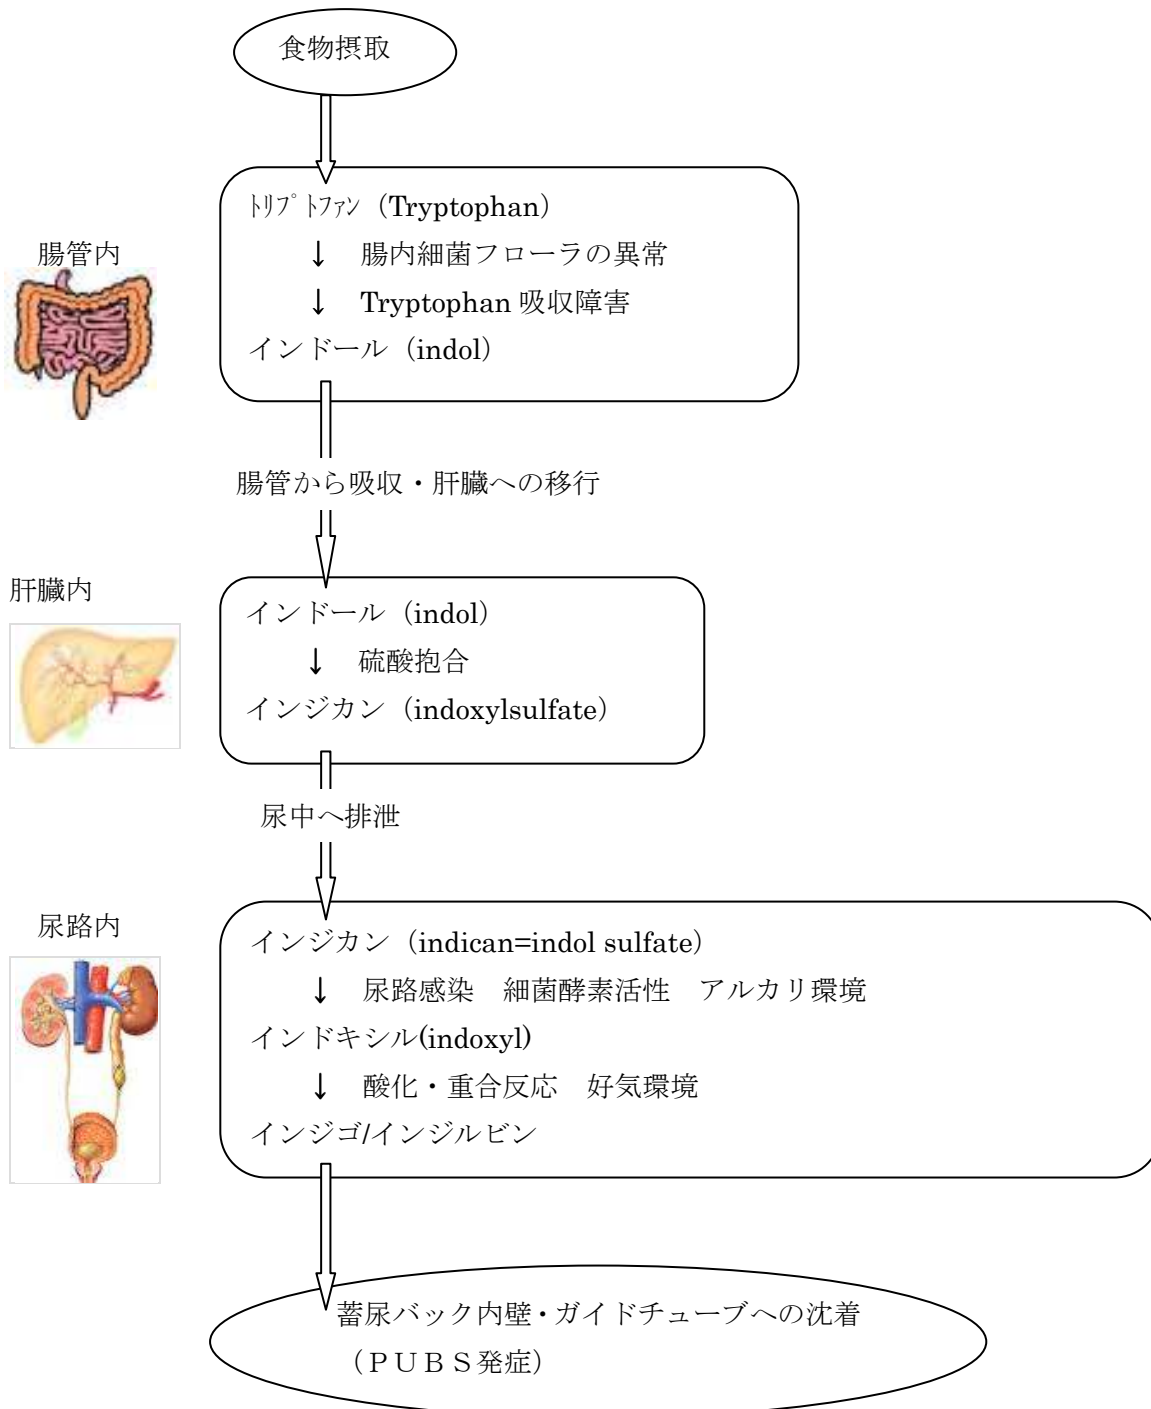 食物摂取
トリプトファン（Tryptophan）
↓ 腸内細菌フローラの異常
腸管内
↓ Tryptophan 吸収障害
インドール（indol）
腸管から吸収・肝臓への移行
肝臓内
インドール（indol）
↓ 硫酸抱合
インジカン（indoxylsulfate）
尿中へ排泄
尿路内
インジカン（indican=indol sulfate）
↓ 尿路感染　細菌酵素活性　アルカリ環境
インドキシル(indoxyl)
↓ 酸化・重合反応　好気環境
インジゴ/インジルビン
蓄尿バック内壁・ガイドチューブへの沈着
（ＰＵＢＳ発症）